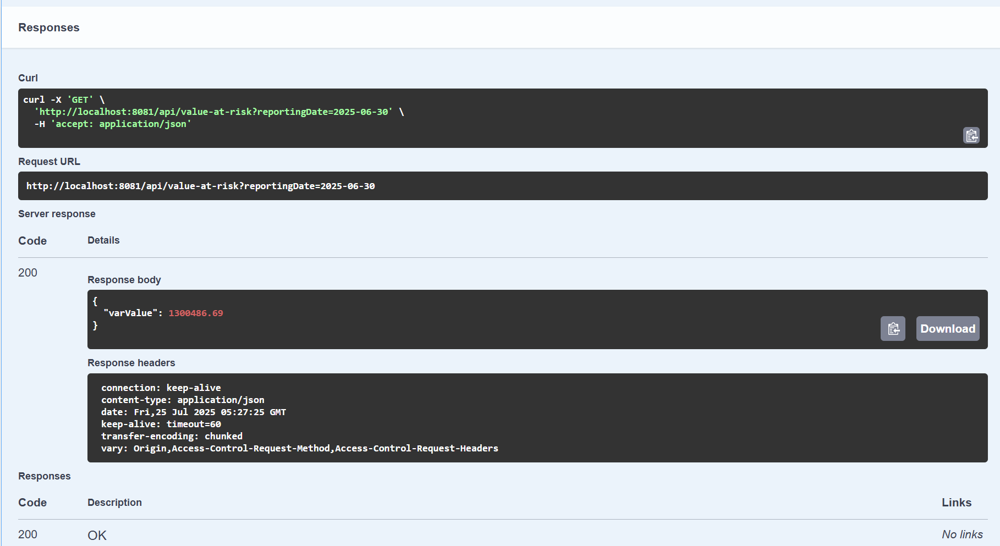 Responses
Curl
curl -X 'GET' \
'http://localhost:8081/api/value-at-risk?reportingDate=2025-06-30' \
-H 'accept: application/json'
Request URL
http://localhost:8081/api/value-at-risk?reportingDate=2025-06-30
Server response
Code Details
200
Response body
{
"varValue": 1300486.69
}
Download
Response headers
connection: keep-alive
content-type: application/json
date: Fri,25 Jul 2025 05:27:25 GMT
keep-alive: timeout=60
transfer-encoding: chunked
vary: Origin,Access-Control-Request-Method,Access-Control-Request-Headers
Responses
Code Description Links
200 OK No links